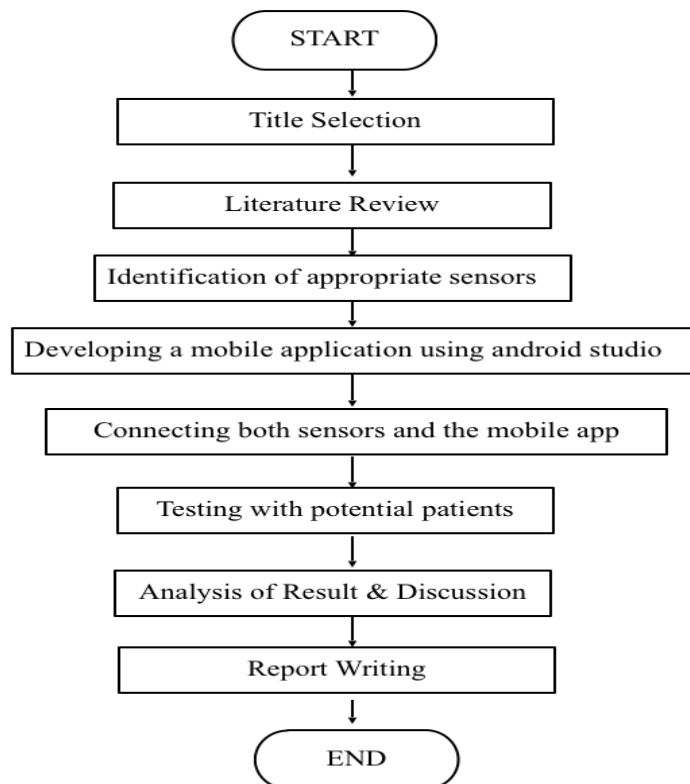 START
Title Selection
Literature Review
Identification of appropriate sensors
Developing a mobile application using android studio
Connecting both sensors and the mobile app
Testing with potential patients
Analysis of Result & Discussion
Report Writing
END